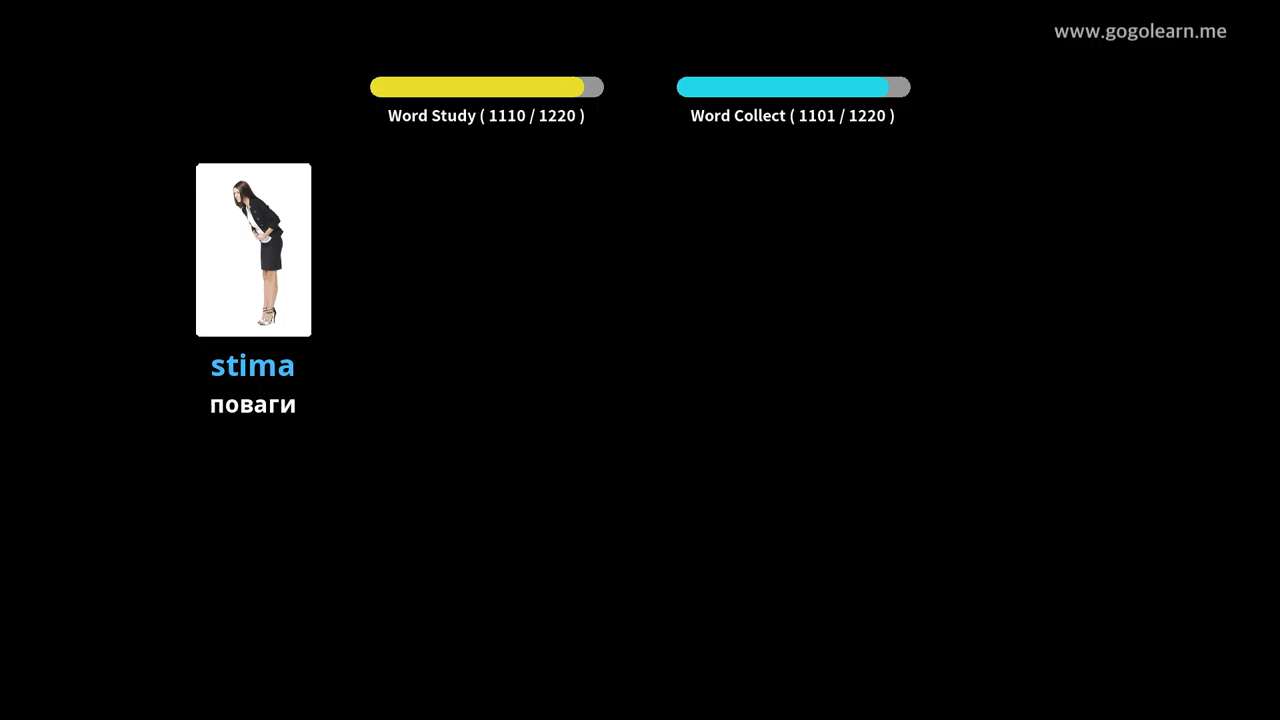 www.gogolearn.me
Word Study ( 1110 / 1220 )
Word Collect ( 1101 / 1220 )
stima
поваги